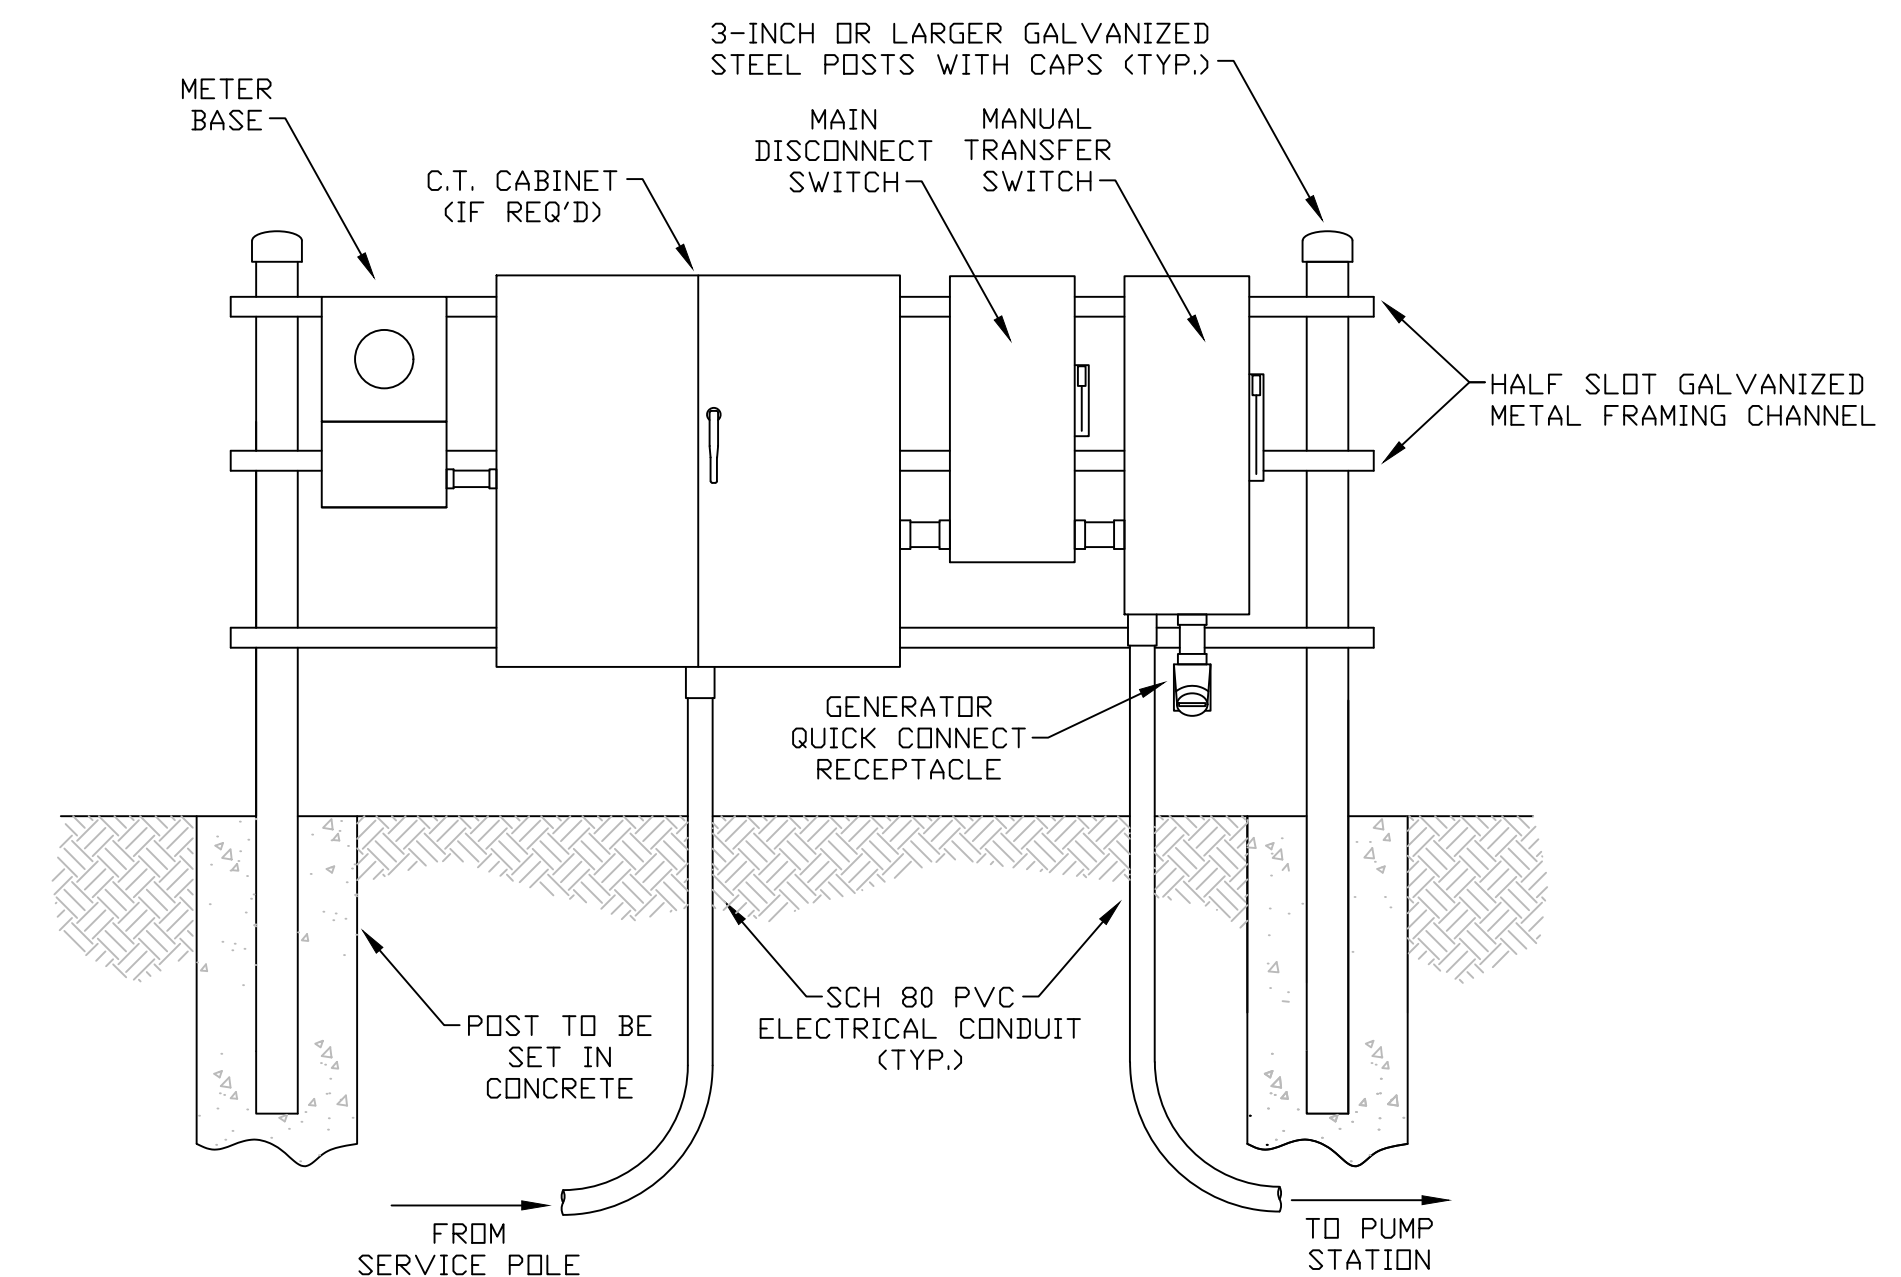 3-INCH OR LARGER GALVANIZED
STEEL POSTS WITH CAPS (TYP.)
METER
BASE
MAIN
DISCONNECT
SWITCH
MANUAL
TRANSFER
SWITCH
C.T. CABINET
(IF REQ'D)
HALF SLOT GALVANIZED
METAL FRAMING CHANNEL
GENERATOR
QUICK CONNECT
RECEPTACLE
SCH 80 PVC
ELECTRICAL CONDUIT
(TYP.)
POST TO BE
SET IN
CONCRETE
FROM
SERVICE POLE
TO PUMP
STATION